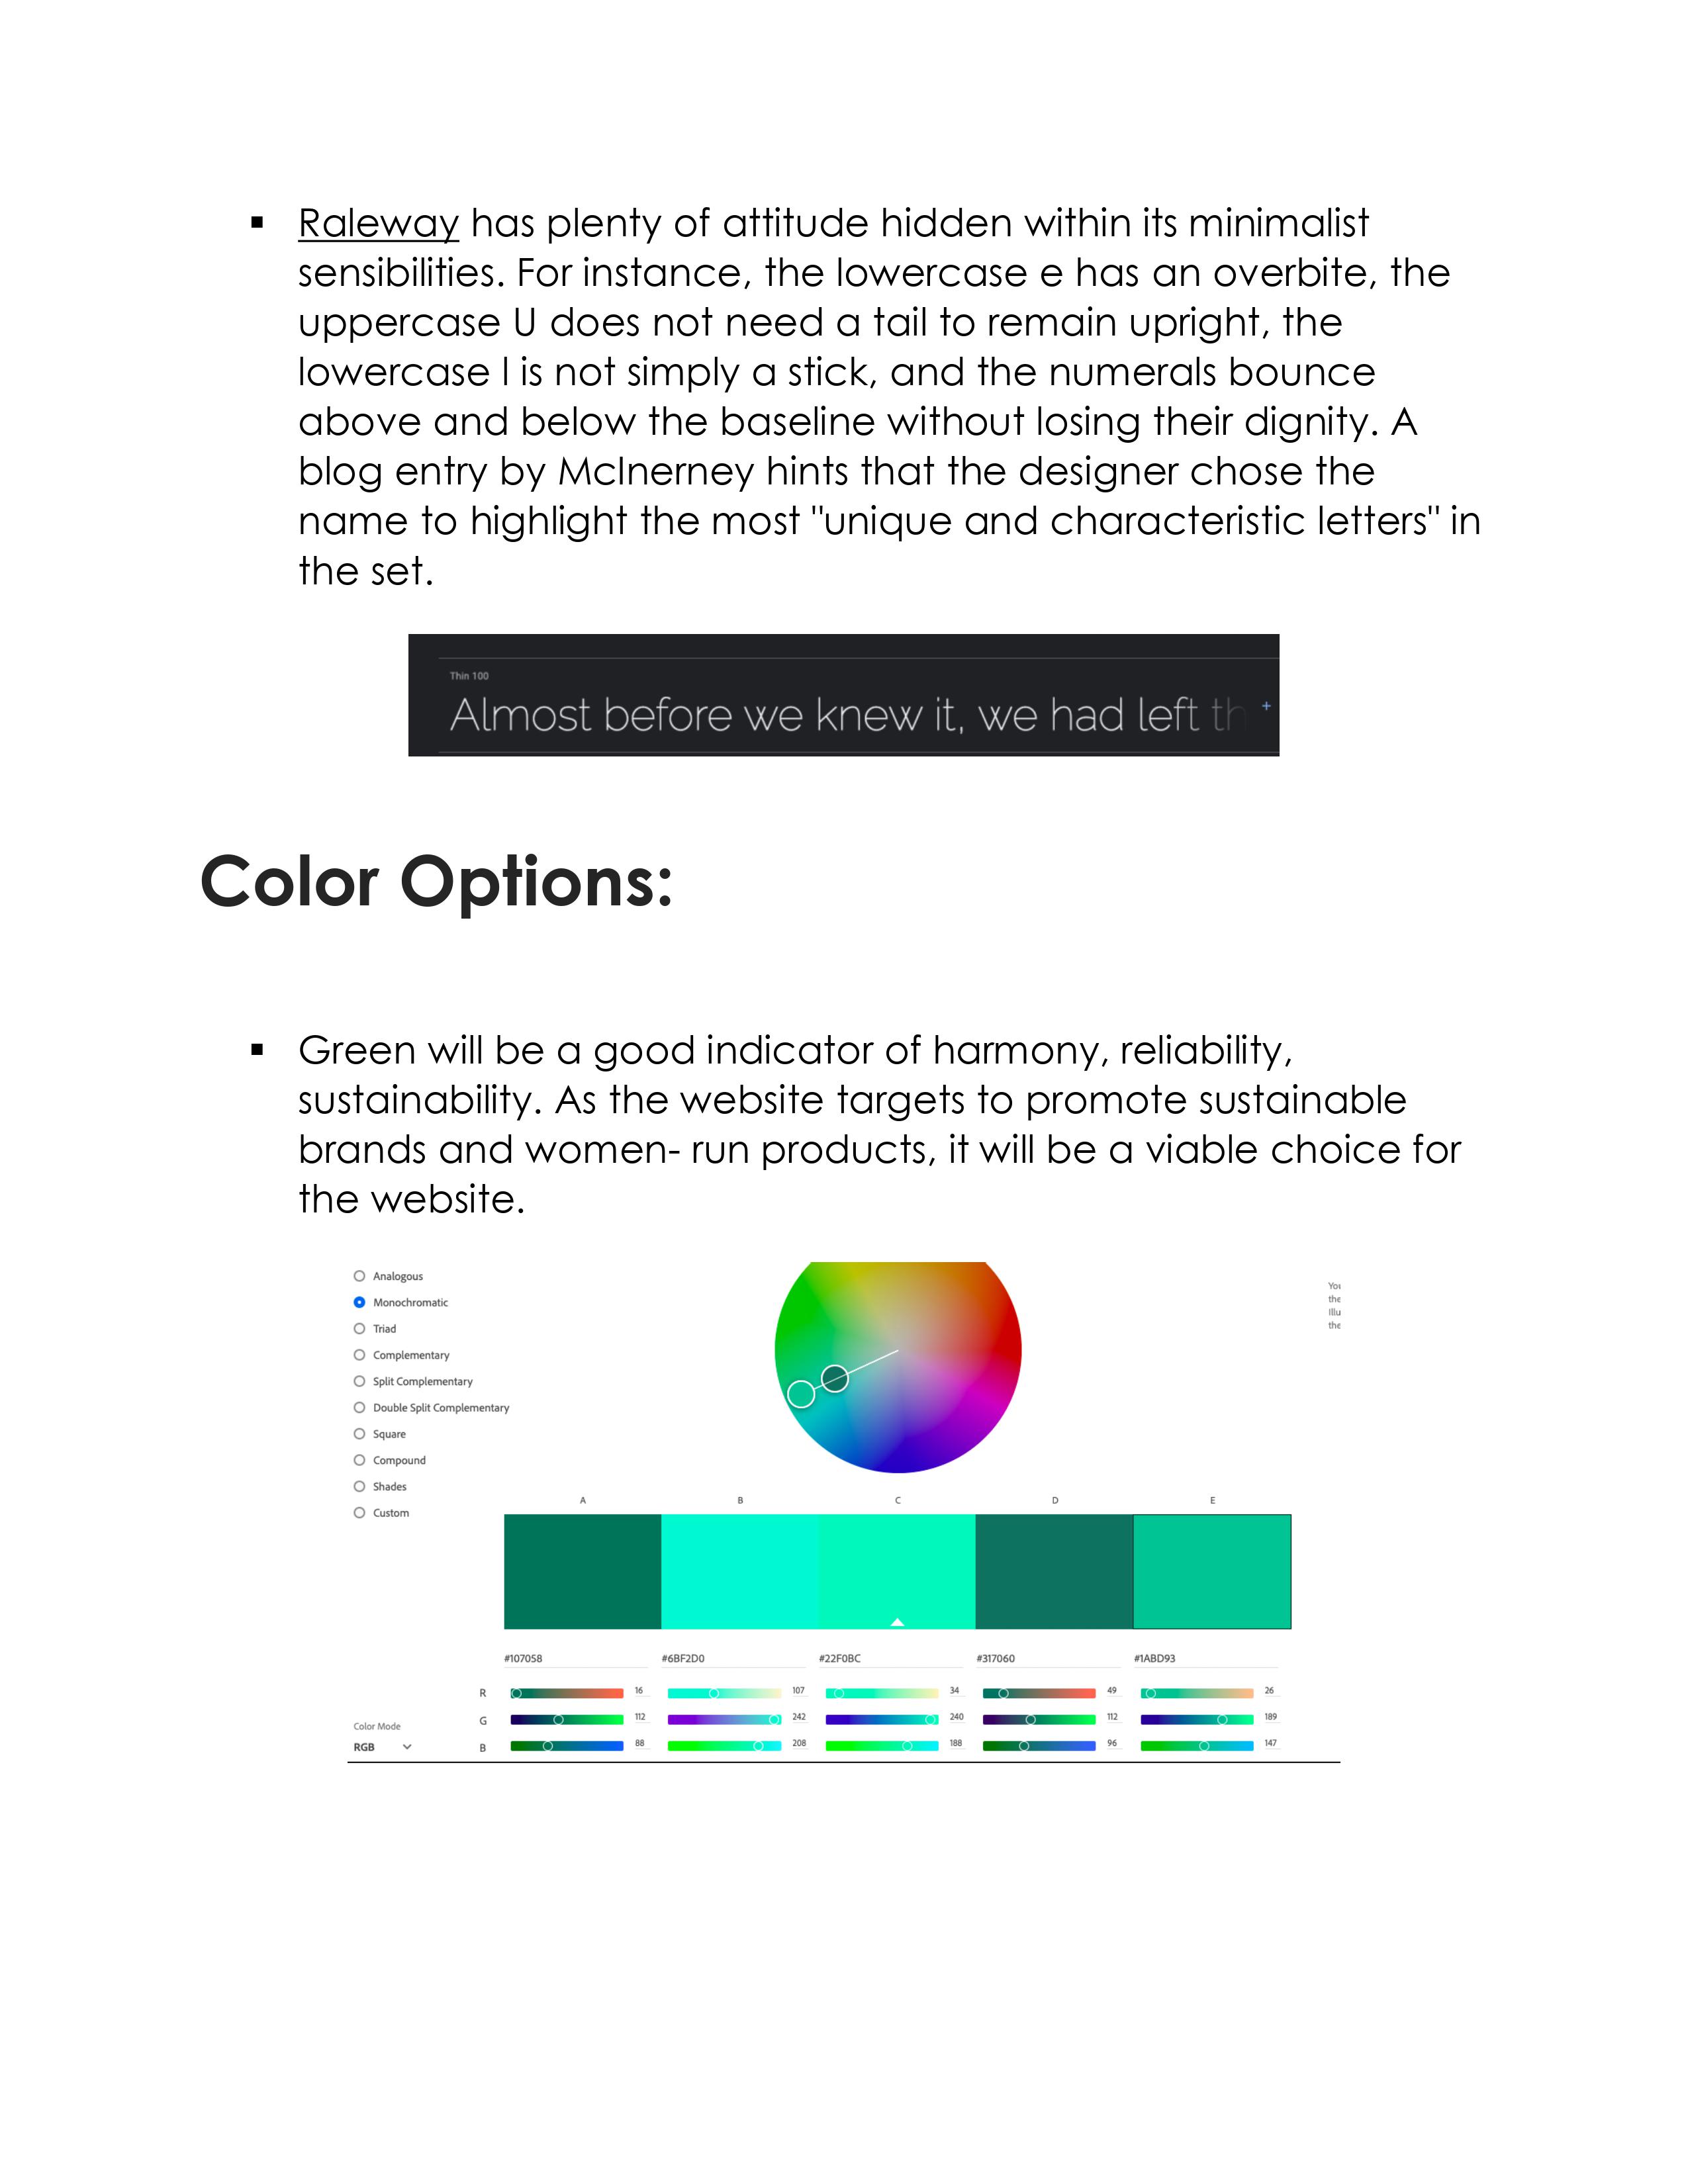 ▪ Raleway has plenty of attitude hidden within its minimalist
sensibilities. For instance, the lowercase e has an overbite, the
uppercase U does not need a tail to remain upright, the
lowercase l is not simply a stick, and the numerals bounce
above and below the baseline without losing their dignity. A
blog entry by McInerney hints that the designer chose the
name to highlight the most "unique and characteristic letters" in
the set.
Thin 100
Almost before we knew it, we had left th
+
Color Options:
▪ Green will be a good indicator of harmony, reliability,
sustainability. As the website targets to promote sustainable
brands and women- run products, it will be a viable choice for
the website.
Analogous
Monochromatic
Triad
Complementary
Split Complementary
Double Split Complementary
Square
Compound
Shades
Custom
You
the
Illu
the
A B C D E
#107058 #6BF2D0 #22F0BC #317060 #1ABD93
R 16 107 34 49 26
Color Mode
G 112 242 240 112 189
RGB
B 88 208 188 96 147